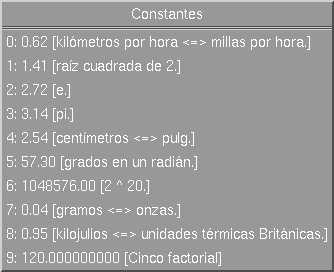 Constantes
0: 0.62 [kilómetros por hora <=> millas por hora.]
1: 1.41 [raíz cuadrada de 2.]
2: 2.72 [e.]
3: 3.14 [pi.]
4: 2.54 [centímetros <=> pulg.]
5: 57.30 [grados en un radián.]
6: 1048576.00 [2 ^ 20.]
7: 0.04 [gramos <=> onzas.]
8: 0.95 [kilojulios <=> unidades térmicas Británicas.]
9: 120.000000000 [Cinco factorial]